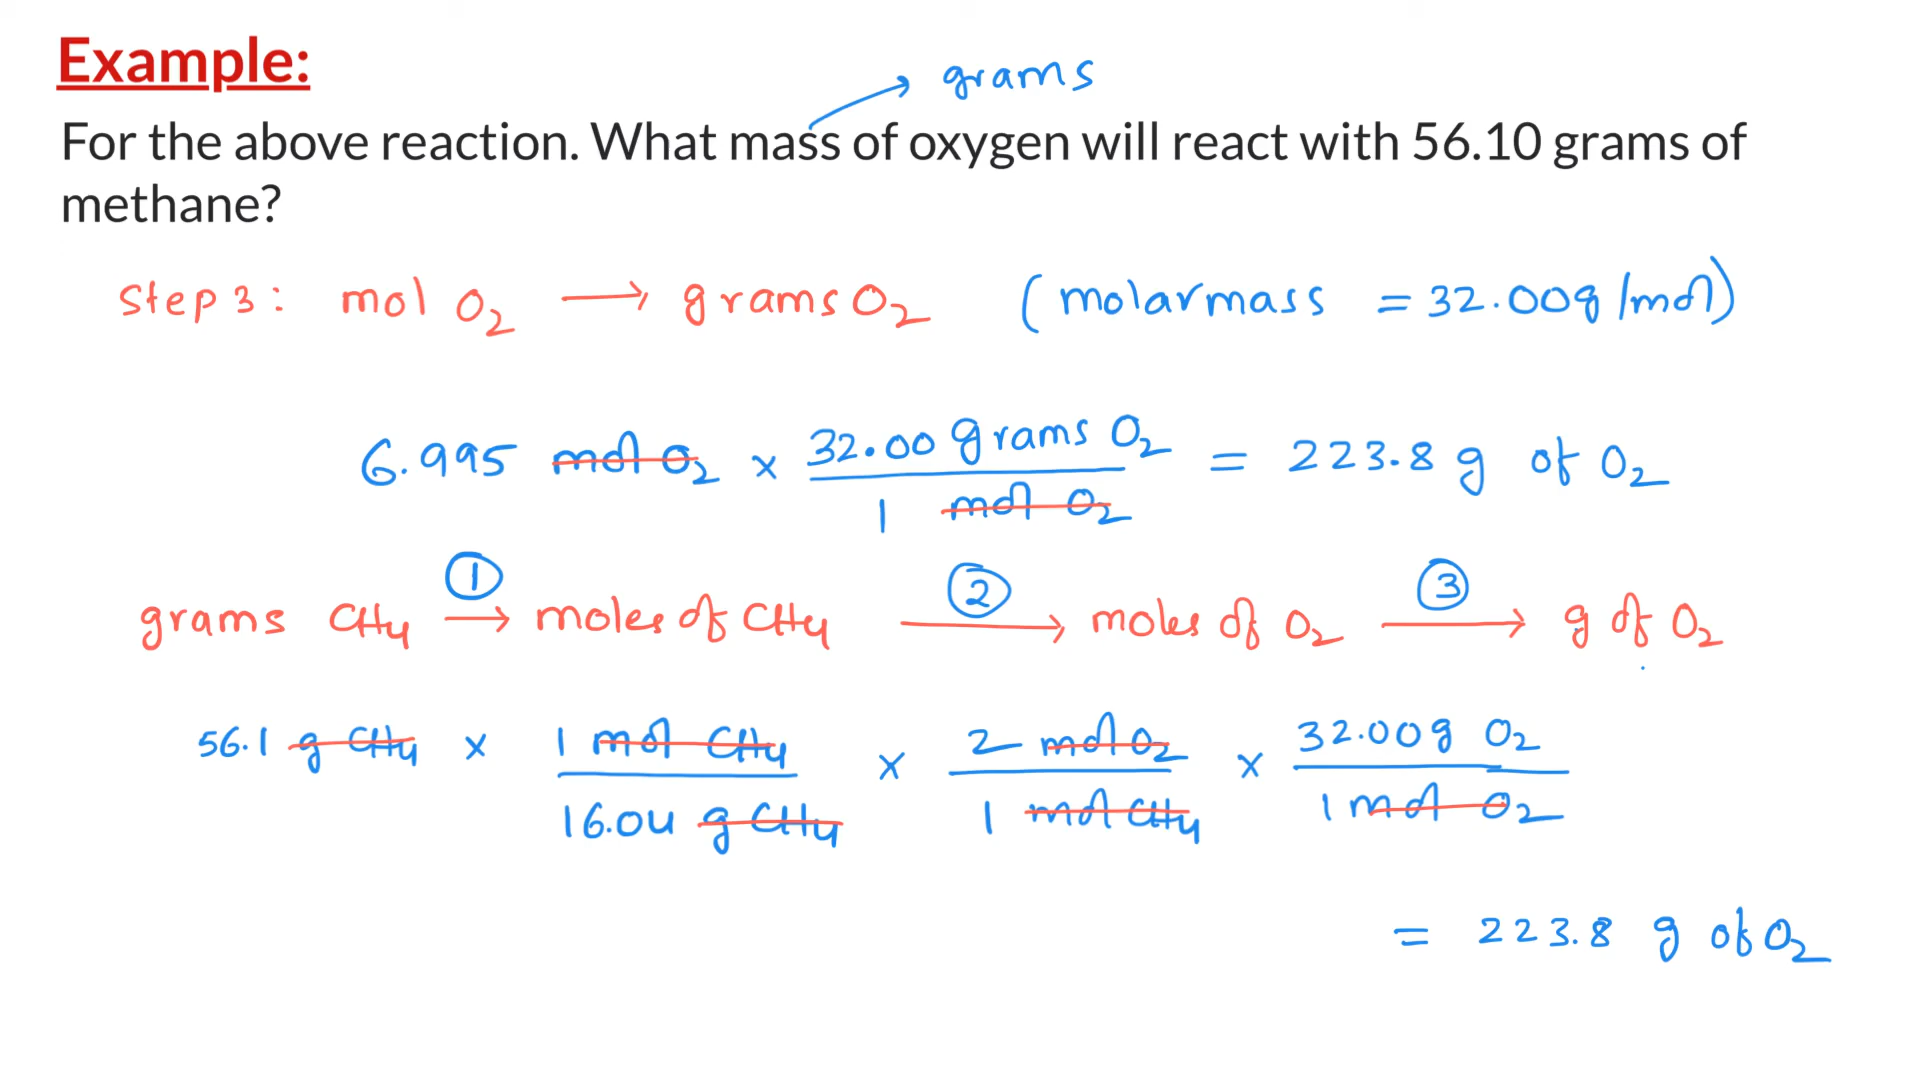 Example:
grams
For the above reaction. What mass of oxygen will react with 56.10 grams of
methane?
Step 3: mol O₂ → grams O₂ (molar mass = 32.00g/mol)
6.995 mol O₂ × 32.00 grams O₂ / 1 mol O₂ = 223.8 g of O₂
① ② ③
grams CH₄ → moles of CH₄ → moles of O₂ → g of O₂
56.1 g CH₄ × 1 mol CH₄ / 16.04 g CH₄ × 2 mol O₂ / 1 mol CH₄ × 32.00g O₂ / 1 mol O₂
= 223.8 g of O₂